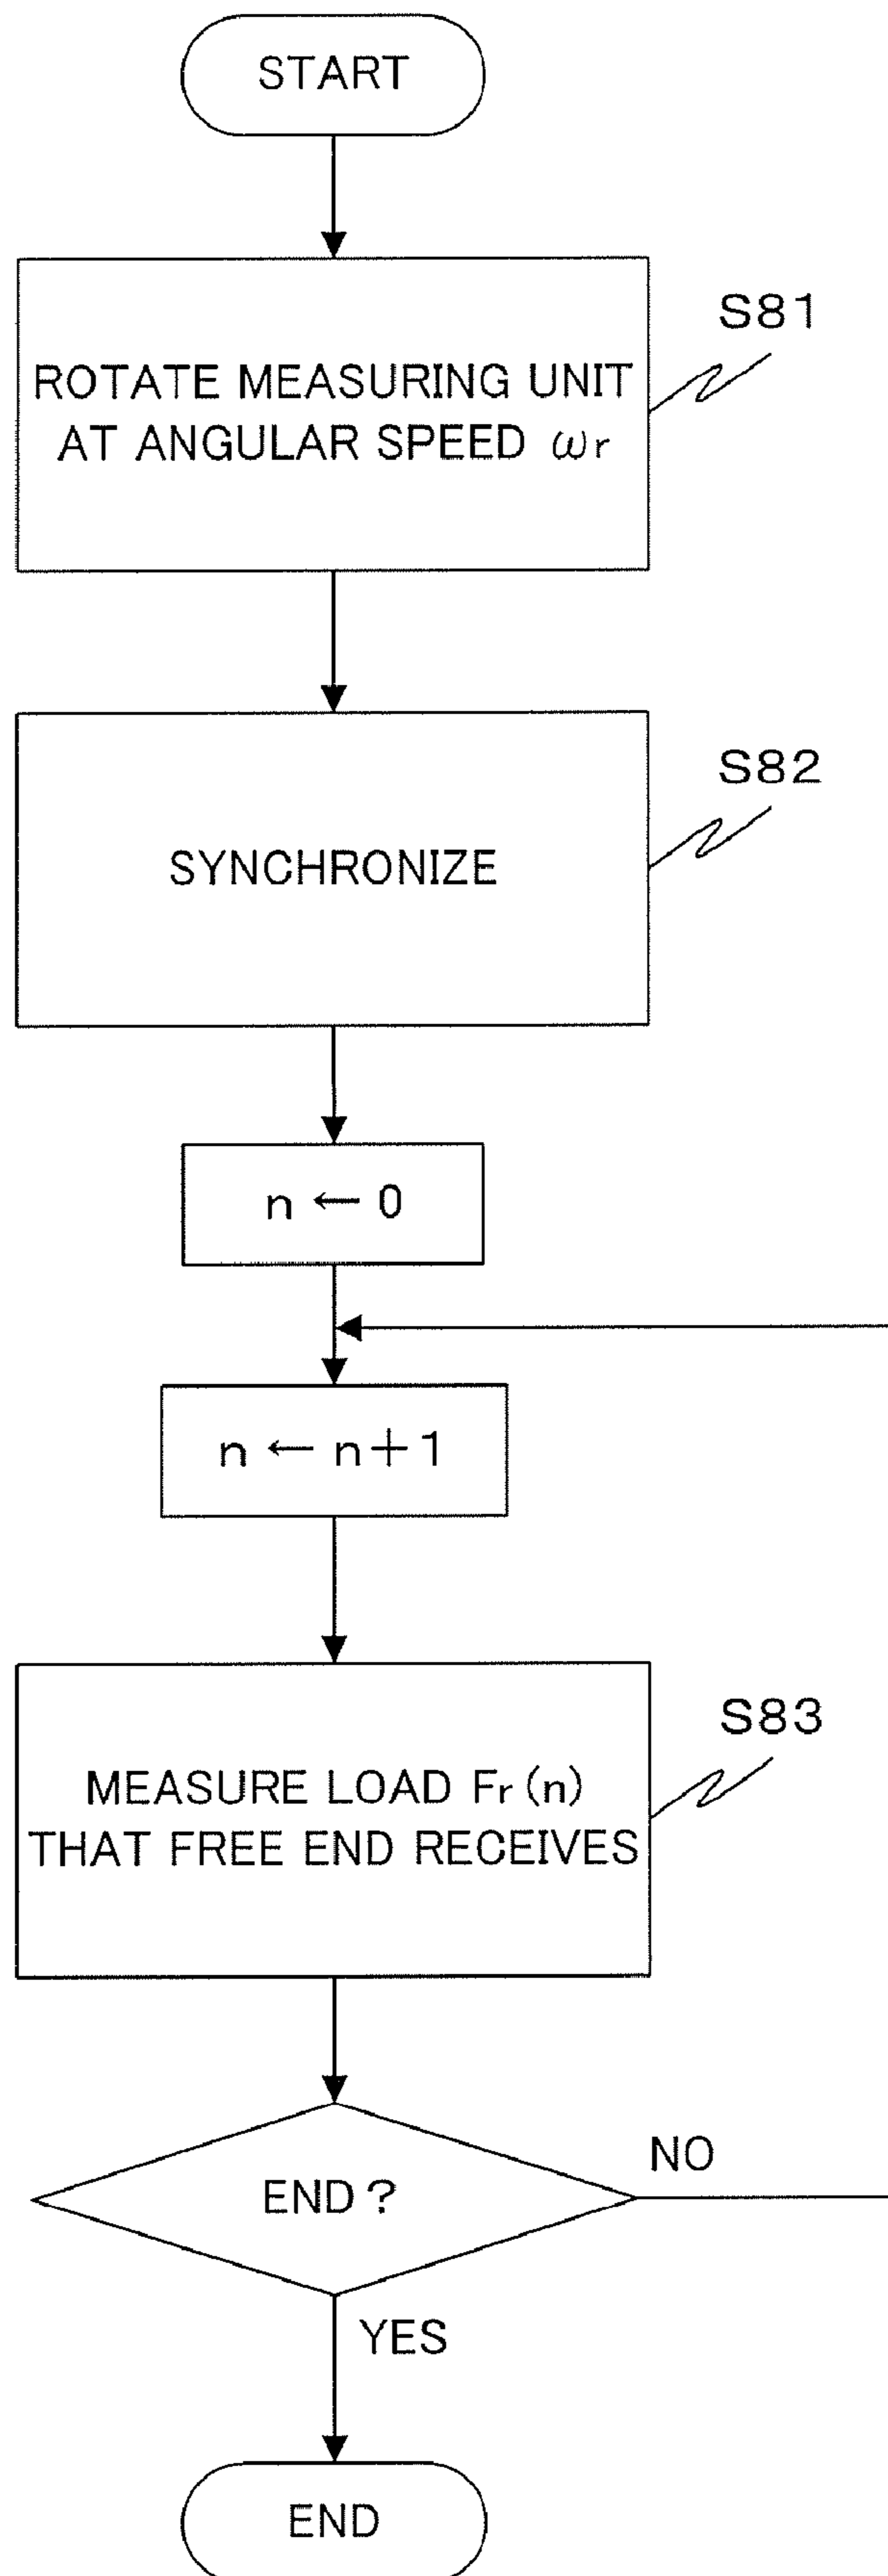 START
S81
ROTATE MEASURING UNIT
AT ANGULAR SPEED ωr
S82
SYNCHRONIZE
n ← 0
n ← n+1
S83
MEASURE LOAD Fr(n)
THAT FREE END RECEIVES
NO
END?
YES
END